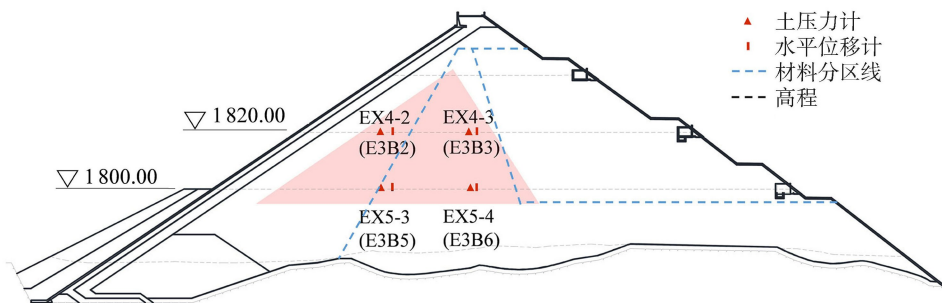 土压力计
水平位移计
材料分区线
高程
1 820.00
EX4-2
(E3B2)
EX4-3
(E3B3)
1 800.00
EX5-3
(E3B5)
EX5-4
(E3B6)